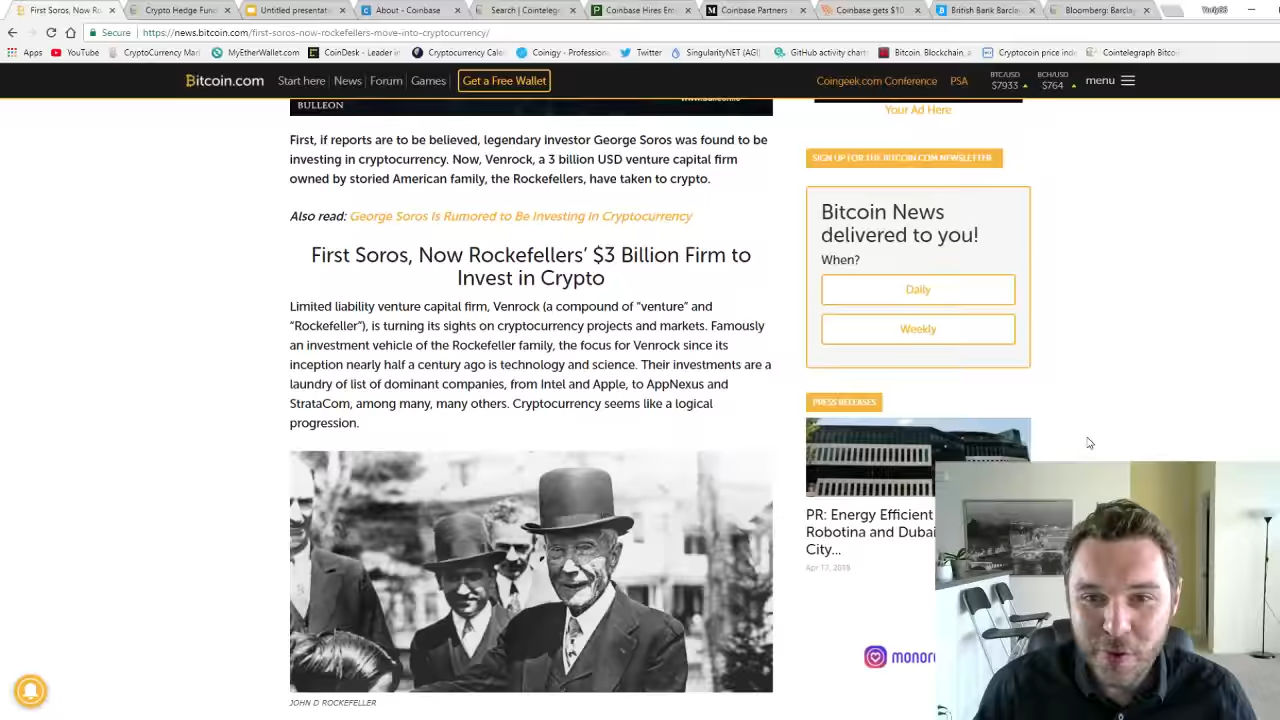 First, Soros, Now Ro
Crypto Hedge Fun
Untitled presentati
About - Coinbase
Search | Cointeleg
Coinbase Hires Em
Coinbase Partners
Coinbase gets $10
British Bank Barcla
Bloomberg: Barcla
Secure
https://news.bitcoin.com/first-soros-now-rockefellers-move-into-cryptocurrency/
Apps
YouTube
CryptoCurrency Mar
MyEtherWallet.com
CoinDesk - Leader i
Cryptocurrency Cale
Coinigy - Profession
Twitter
SingularityNET (AGI)
GitHub activity chart
Bitcoin, Blockchain,
Cryptocoin price ind
Cointelegraph Bitcoi
Bitcoin.com
Start here
News
Forum
Games
Get a Free Wallet
Coingeek.com Conference
PSA
BTC/USD
$7933
BCH/USD
$764
menu
BULLEON
Your Ad Here
First, if reports are to be believed, legendary investor George Soros was found to be
investing in cryptocurrency. Now, Venrock, a 3 billion USD venture capital firm
owned by storied American family, the Rockefellers, have taken to crypto.
Also read: George Soros Is Rumored to Be Investing in Cryptocurrency
First Soros, Now Rockefellers’ $3 Billion Firm to
Invest in Crypto
Limited liability venture capital firm, Venrock (a compound of “venture” and
“Rockefeller”), is turning its sights on cryptocurrency projects and markets. Famously
an investment vehicle of the Rockefeller family, the focus for Venrock since its
inception nearly half a century ago is technology and science. Their investments are a
laundry of list of dominant companies, from Intel and Apple, to AppNexus and
StrataCom, among many, many others. Cryptocurrency seems like a logical
progression.
JOHN D ROCKEFELLER
SIGN UP FOR THE BITCOIN.COM NEWSLETTER
Bitcoin News
delivered to you!
When?
Daily
Weekly
PRESS RELEASES
PR: Energy Efficient
Robotina and Dubai
City...
Apr 17, 2018